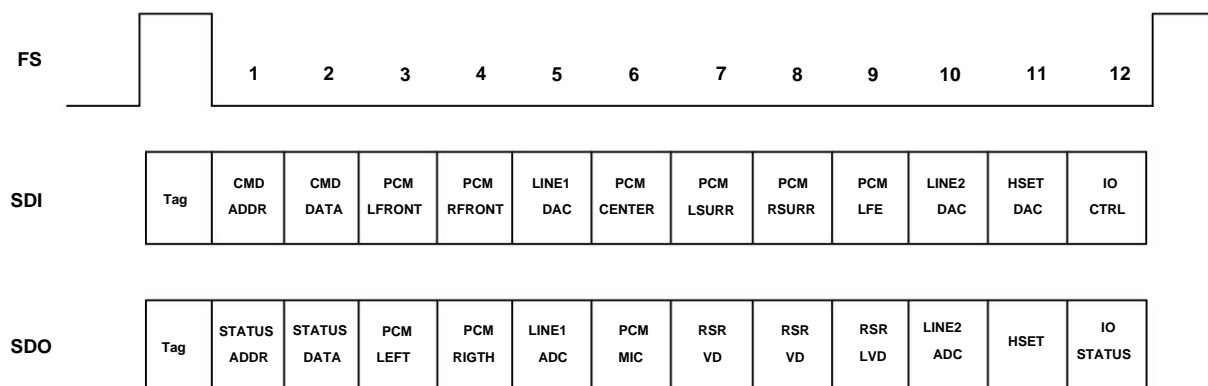 FS
1 2 3 4 5 6 7 8 9 10 11 12
SDI
Tag
CMD
ADDR
CMD
DATA
PCM
LFRONT
PCM
RFRONT
LINE1
DAC
PCM
CENTER
PCM
LSURR
PCM
RSURR
PCM
LFE
LINE2
DAC
HSET
DAC
IO
CTRL
SDO
Tag
STATUS
ADDR
STATUS
DATA
PCM
LEFT
PCM
RIGTH
LINE1
ADC
PCM
MIC
RSR
VD
RSR
VD
RSR
LVD
LINE2
ADC
HSET
IO
STATUS